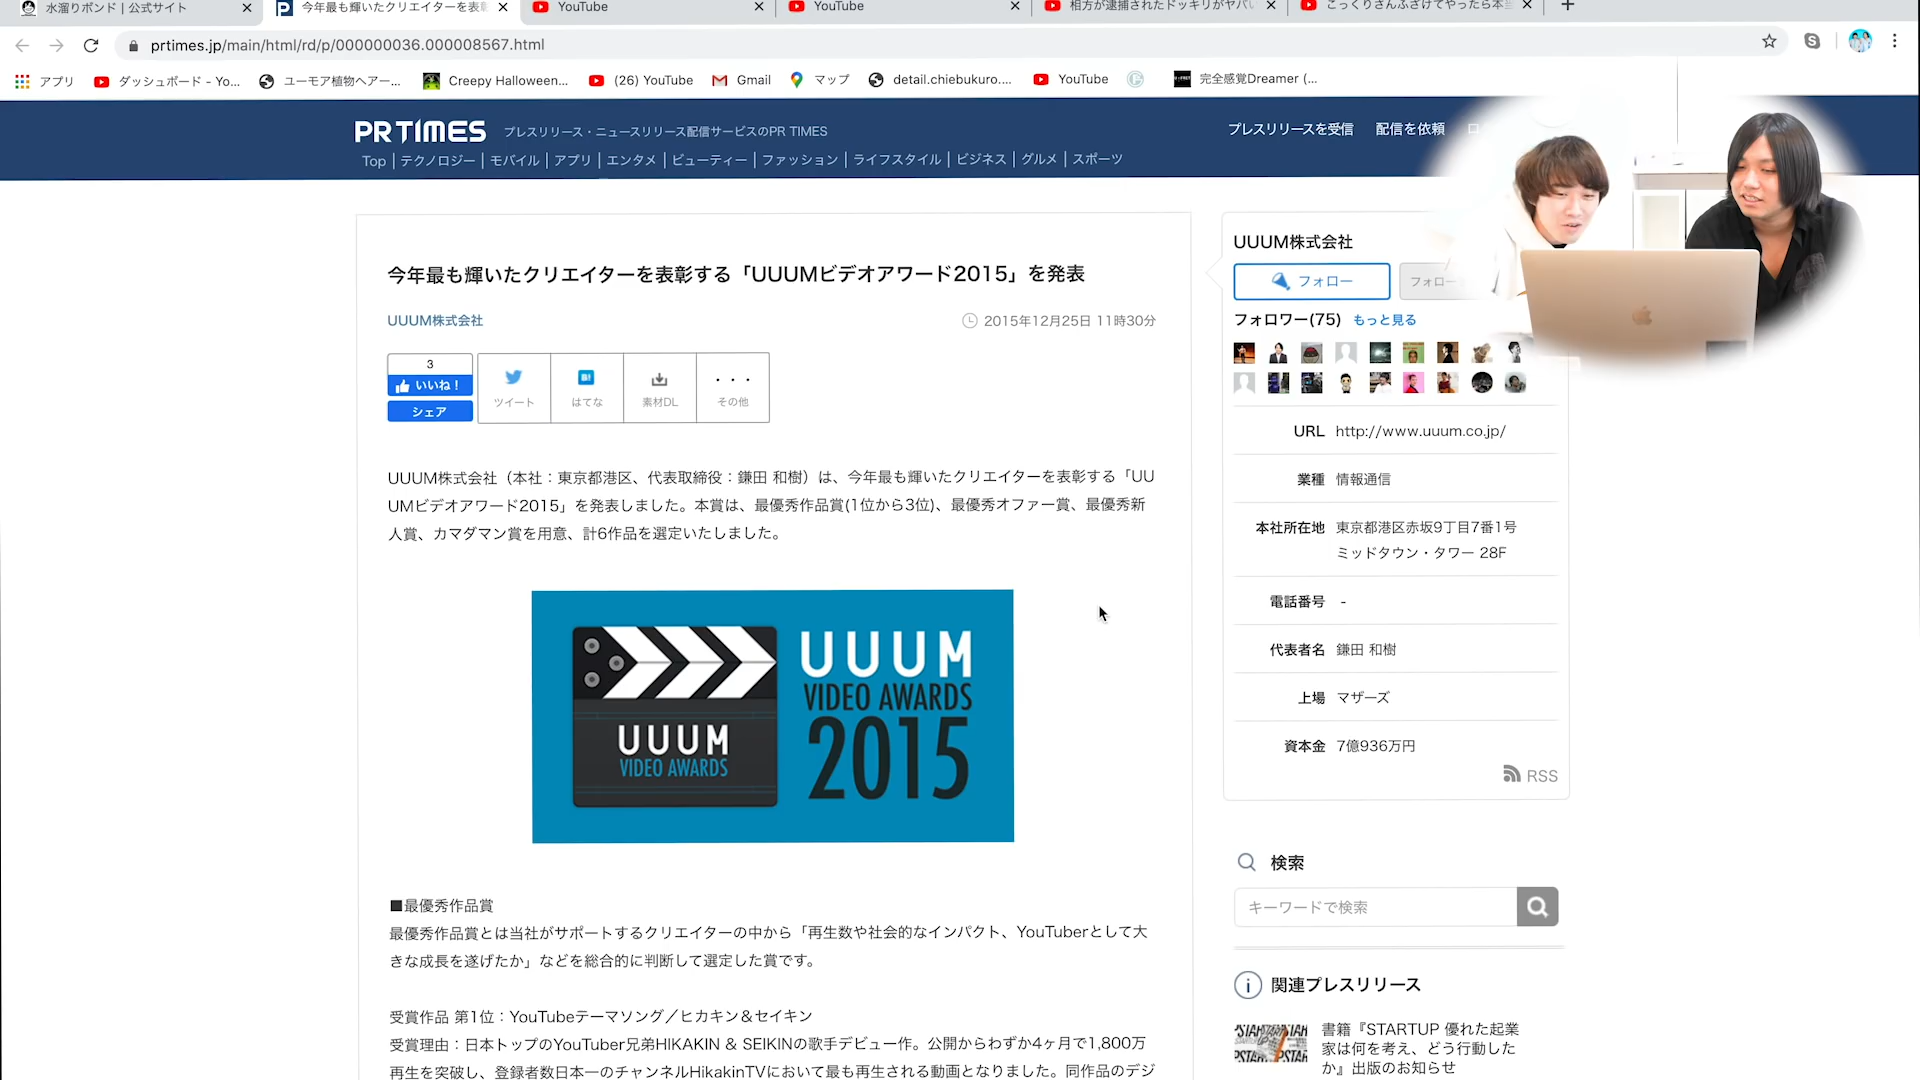 水溜りボンド | 公式サイト
今年最も輝いたクリエイターを表彰
YouTube
YouTube
相方が逮捕されたドッキリがヤバい
こっくりさんふざけてやったら本当
prtimes.jp/main/html/rd/p/000000036.000008567.html
アプリ
ダッシュボード - Yo...
ユーモア植物ヘアー...
Creepy Halloween...
(26) YouTube
Gmail
マップ
detail.chiebukuro....
YouTube
完全感覚Dreamer (...
PR TIMES
プレスリリース・ニュースリリース配信サービスのPR TIMES
プレスリリースを受信 配信を依頼
Top | テクノロジー | モバイル | アプリ | エンタメ | ビューティー | ファッション | ライフスタイル | ビジネス | グルメ | スポーツ
今年最も輝いたクリエイターを表彰する「UUUMビデオアワード2015」を発表
UUUM株式会社
2015年12月25日 11時30分
3
いいね！
シェア
ツイート
はてな
素材DL
その他
UUUM株式会社（本社：東京都港区、代表取締役：鎌田 和樹）は、今年最も輝いたクリエイターを表彰する「UU
UMビデオアワード2015」を発表しました。本賞は、最優秀作品賞(1位から3位)、最優秀オファー賞、最優秀新
人賞、カマダマン賞を用意、計6作品を選定いたしました。
UUUM
VIDEO AWARDS
UUUM
VIDEO AWARDS
2015
■最優秀作品賞
最優秀作品賞とは当社がサポートするクリエイターの中から「再生数や社会的なインパクト、YouTuberとして大
きな成長を遂げたか」などを総合的に判断して選定した賞です。
受賞作品 第1位：YouTubeテーマソング／ヒカキン＆セイキン
受賞理由：日本トップのYouTuber兄弟HIKAKIN & SEIKINの歌手デビュー作。公開からわずか4ヶ月で1,800万
再生を突破し、登録者数日本一のチャンネルHikakinTVにおいて最も再生される動画となりました。同作品のデジ
UUUM株式会社
フォロー
フォロー
フォロワー(75) もっと見る
URL http://www.uuum.co.jp/
業種 情報通信
本社所在地 東京都港区赤坂9丁目7番1号
ミッドタウン・タワー 28F
電話番号 -
代表者名 鎌田 和樹
上場 マザーズ
資本金 7億936万円
RSS
検索
キーワードで検索
関連プレスリリース
書籍『STARTUP 優れた起業
家は何を考え、どう行動した
か』出版のお知らせ